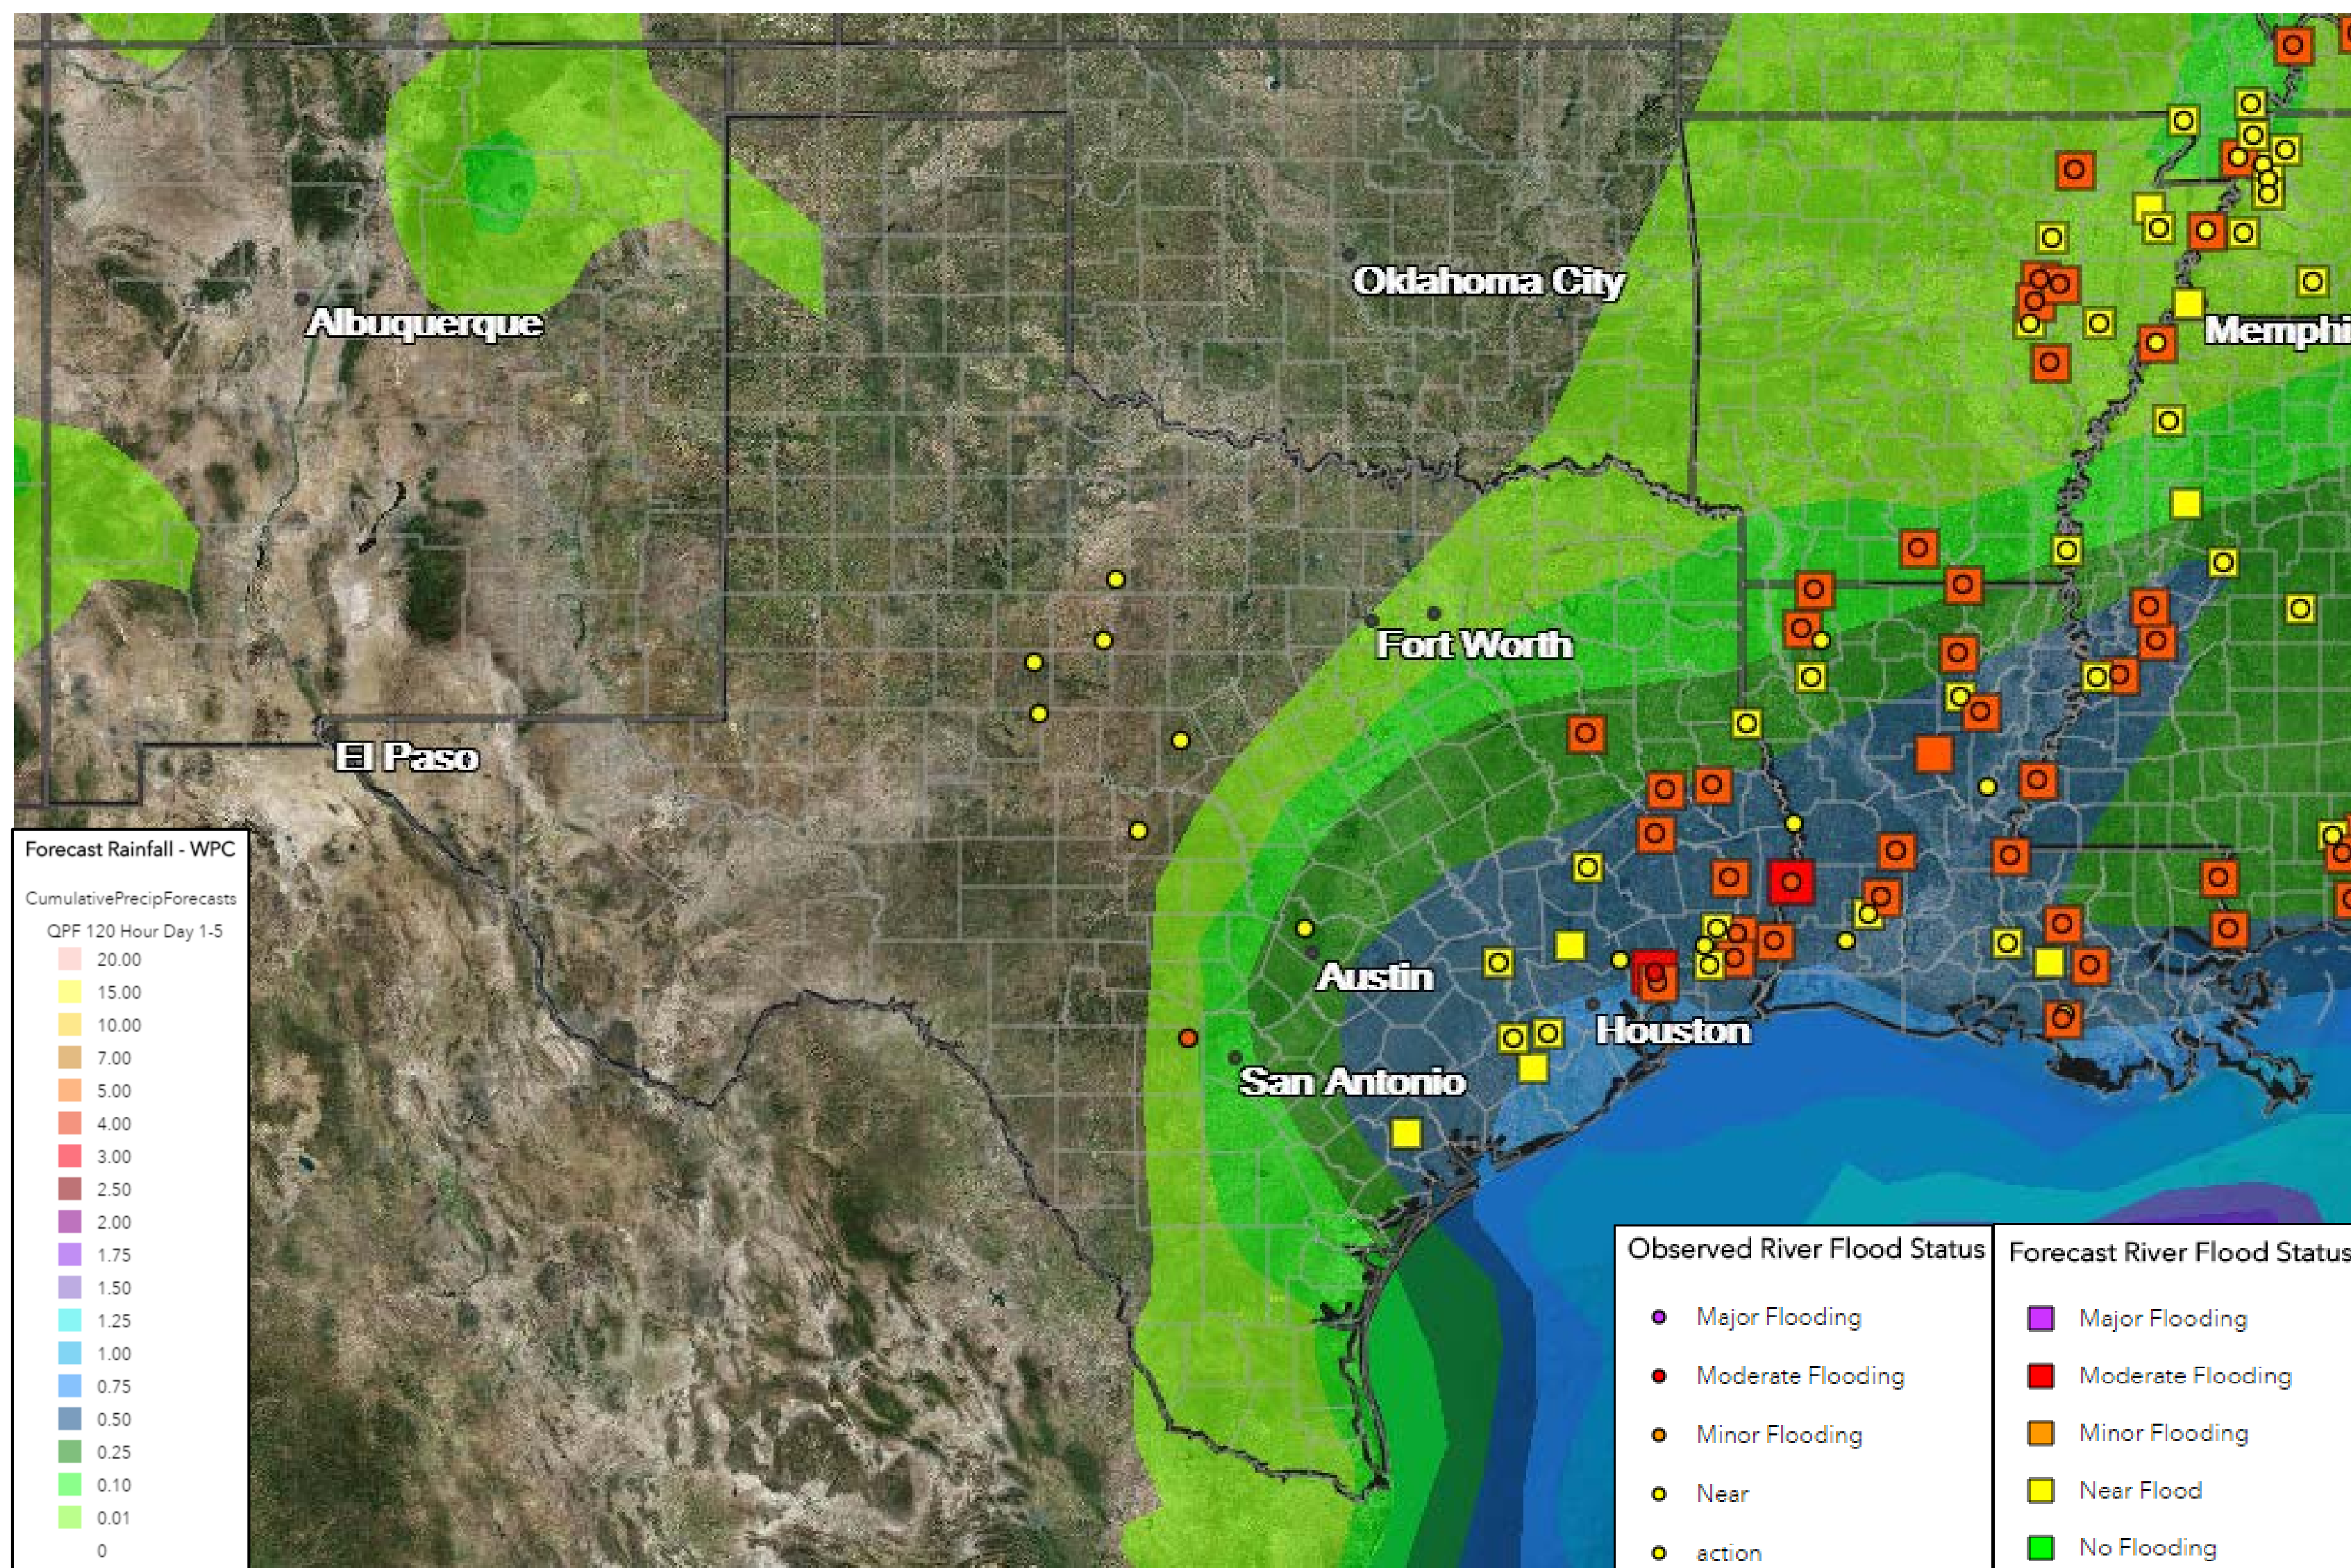 Oklahoma City
Albuquerque
Memphi
Fort Worth
El Paso
Austin
Houston
San Antonio
Forecast Rainfall - WPC
CumulativePrecipForecasts
QPF 120 Hour Day 1-5
20.00
15.00
10.00
7.00
5.00
4.00
3.00
2.50
2.00
1.75
1.50
1.25
1.00
0.75
0.50
0.25
0.10
0.01
0
Observed River Flood Status
Major Flooding
Moderate Flooding
Minor Flooding
Near
action
Forecast River Flood Status
Major Flooding
Moderate Flooding
Minor Flooding
Near Flood
No Flooding